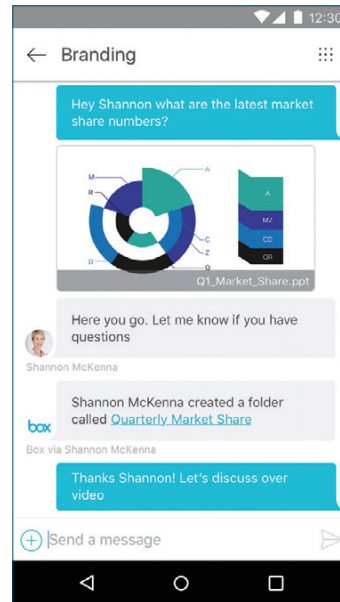 12:30
Branding
Hey Shannon what are the latest market
share numbers?
M
R
D
A
C
Z
Q
A
MZ
CD
QR
Q1_Market_Share.ppt
Here you go. Let me know if you have
questions
Shannon McKenna
Shannon McKenna created a folder
called Quarterly Market Share
box
Box via Shannon McKenna
Thanks Shannon! Let's discuss over
video
Send a message